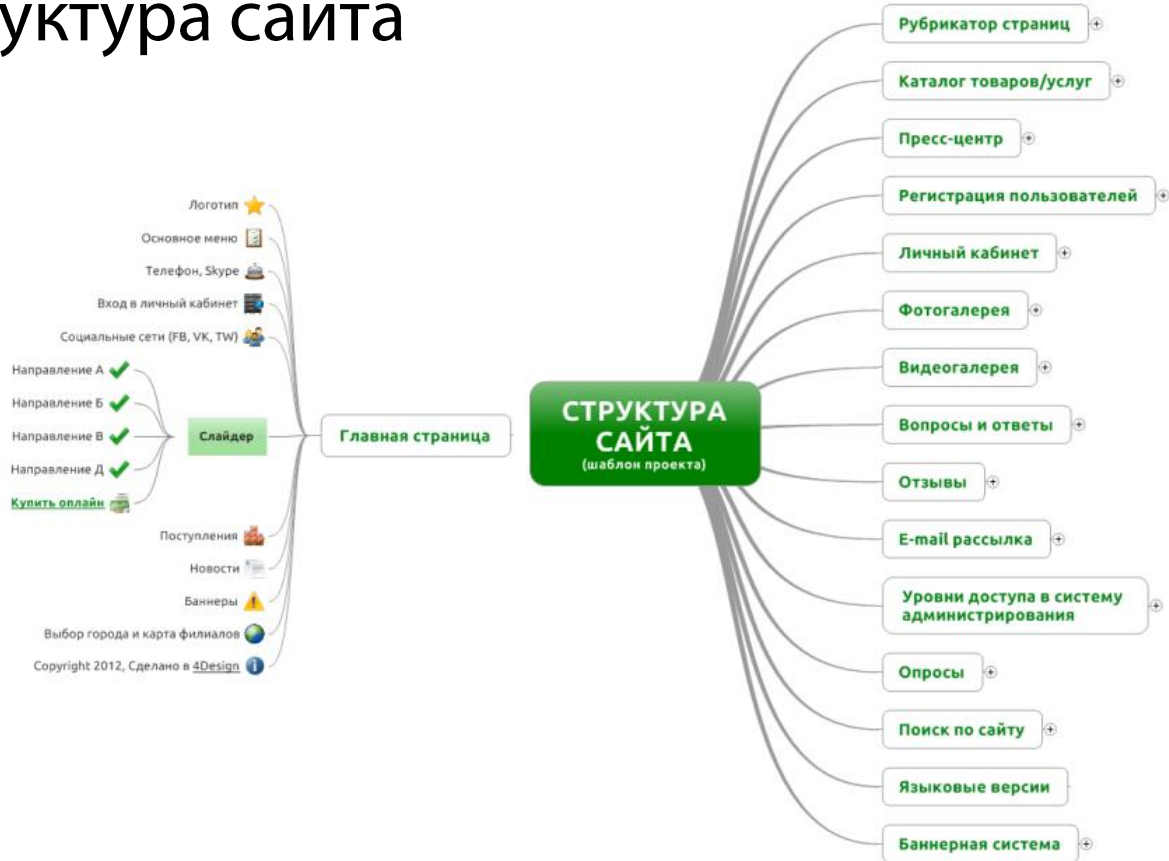 уктура сайта
Логотип
Основное меню
Телефон, Skype
Вход в личный кабинет
Социальные сети (FB, VK, TW)
Направление А
Направление Б
Направление В
Направление Д
Купить онлайн
Слайдер
Поступления
Новости
Баннеры
Выбор города и карта филиалов
Copyright 2012, Сделано в 4Design
Главная страница
СТРУКТУРА
САЙТА
(шаблон проекта)
Рубрикатор страниц
Каталог товаров/услуг
Пресс-центр
Регистрация пользователей
Личный кабинет
Фотогалерея
Видеогалерея
Вопросы и ответы
Отзывы
E-mail рассылка
Уровни доступа в систему
администрирования
Опросы
Поиск по сайту
Языковые версии
Баннерная система